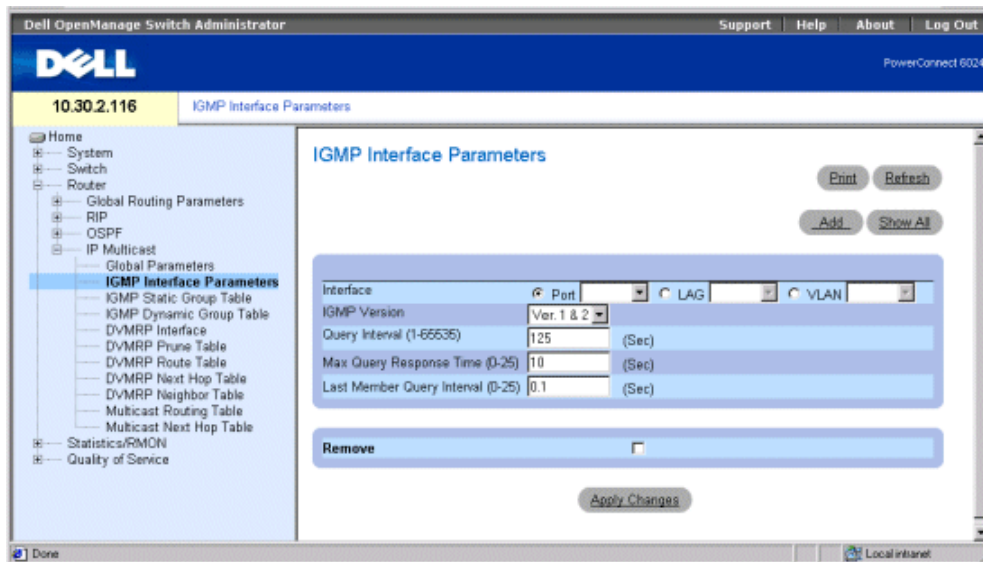 Dell OpenManage Switch Administrator
Support Help About Log Out
DELL
PowerConnect 6024
10.30.2.116
IGMP Interface Parameters
Home
System
Switch
Router
Global Routing Parameters
RIP
OSPF
IP Multicast
Global Parameters
IGMP Interface Parameters
IGMP Static Group Table
IGMP Dynamic Group Table
DVMRP Interface
DVMRP Prune Table
DVMRP Route Table
DVMRP Next Hop Table
DVMRP Neighbor Table
Multicast Routing Table
Multicast Next Hop Table
Statistics/RMON
Quality of Service
IGMP Interface Parameters
Print Refresh
Add Show All
Interface Port LAG VLAN
IGMP Version Ver. 1 & 2
Query Interval (1-65535) 125 (Sec)
Max Query Response Time (0-25) 10 (Sec)
Last Member Query Interval (0-25) 0.1 (Sec)
Remove
Apply Changes
Done
Local intranet